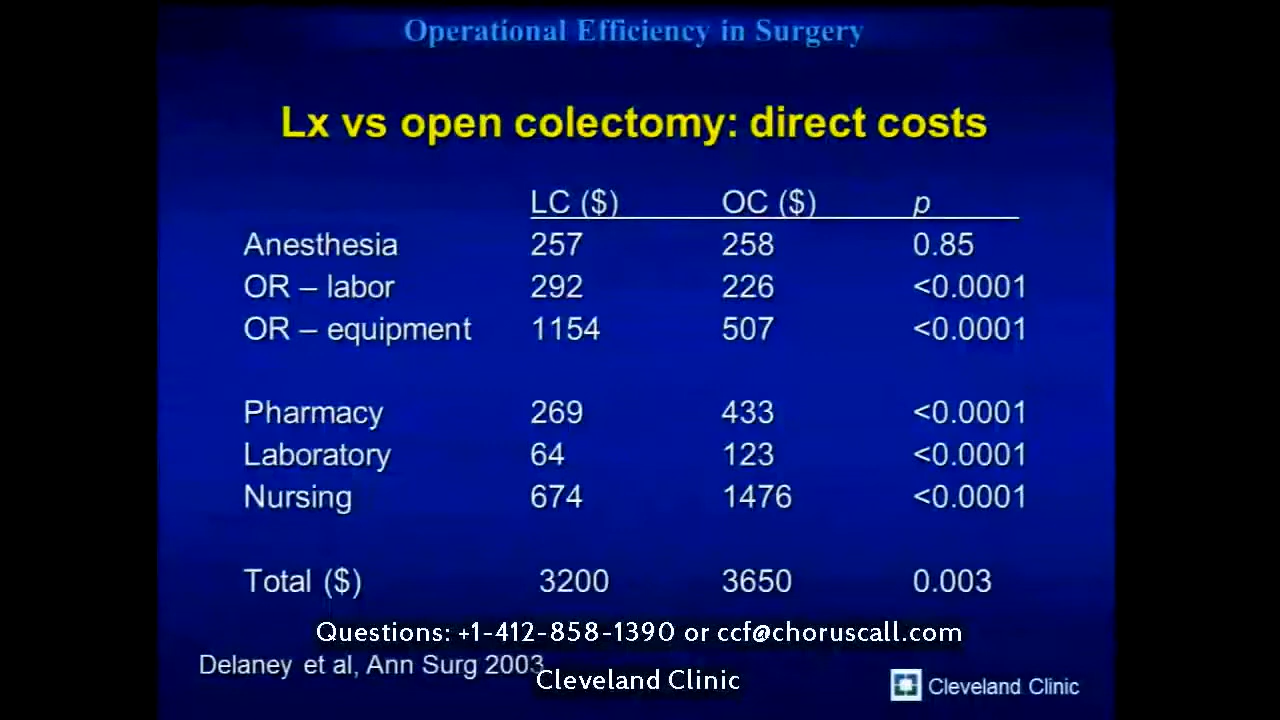 Operational Efficiency in Surgery
Lx vs open colectomy: direct costs
LC ($) OC ($) p
Anesthesia 257 258 0.85
OR – labor 292 226 <0.0001
OR – equipment 1154 507 <0.0001
Pharmacy 269 433 <0.0001
Laboratory 64 123 <0.0001
Nursing 674 1476 <0.0001
Total ($) 3200 3650 0.003
Questions: +1-412-858-1390 or ccf@choruscall.com
Delaney et al, Ann Surg 2003
Cleveland Clinic
Cleveland Clinic